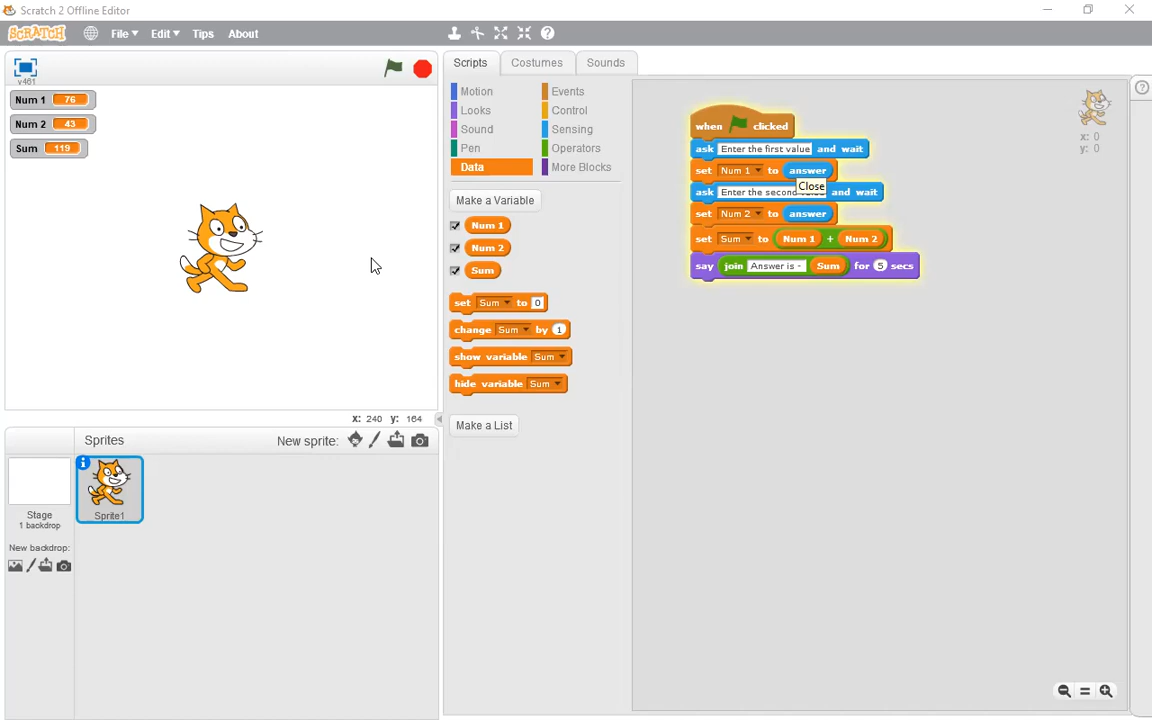 Scratch 2 Offline Editor
SCRATCH File Edit Tips About
v461
Num 1 76
Num 2 43
Sum 119
x: 240 y: 164
Sprites New sprite:
Stage
1 backdrop
New backdrop:
Sprite1
Scripts Costumes Sounds
Motion Events
Looks Control
Sound Sensing
Pen Operators
Data More Blocks
Make a Variable
Num 1
Num 2
Sum
set Sum to 0
change Sum by 1
show variable Sum
hide variable Sum
Make a List
when clicked
ask Enter the first value and wait
set Num 1 to answer
Close
ask Enter the second and wait
set Num 2 to answer
set Sum to Num 1 + Num 2
say join Answer is - Sum for 5 secs
x: 0
y: 0